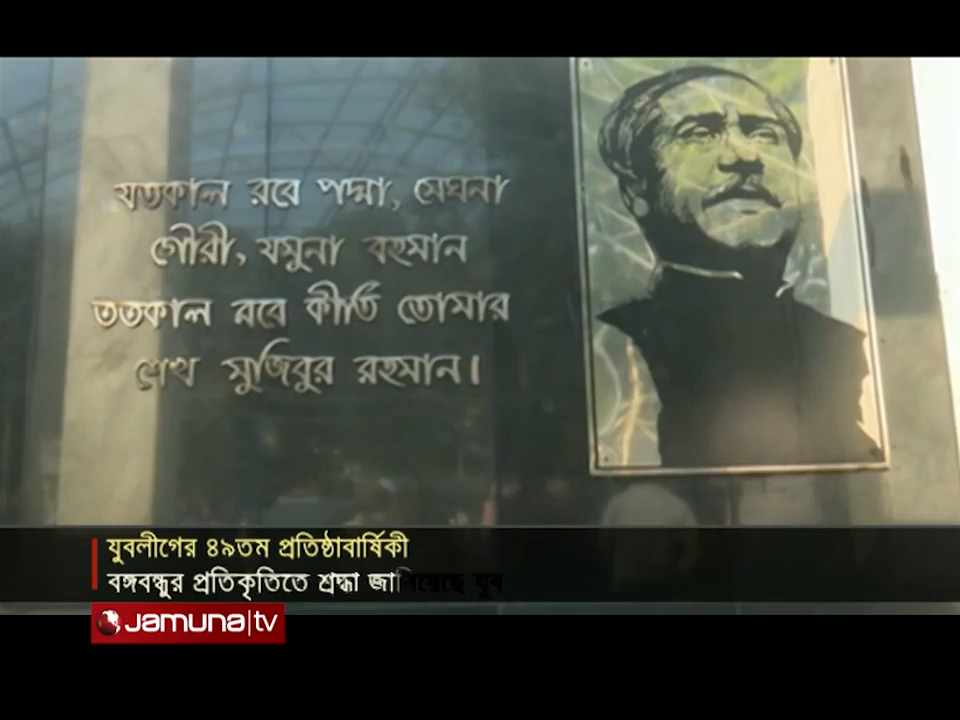 যতকাল রবে পদ্মা, মেঘনা
গৌরী, যমুনা বহমান
ততকাল রবে কীর্তি তোমার
শেখ মুজিবুর রহমান।
যুবলীগের ৪৯তম প্রতিষ্ঠাবার্ষিকী
বঙ্গবন্ধুর প্রতিকৃতিতে শ্রদ্ধা জানিয়েছে যুব
Jamuna|tv